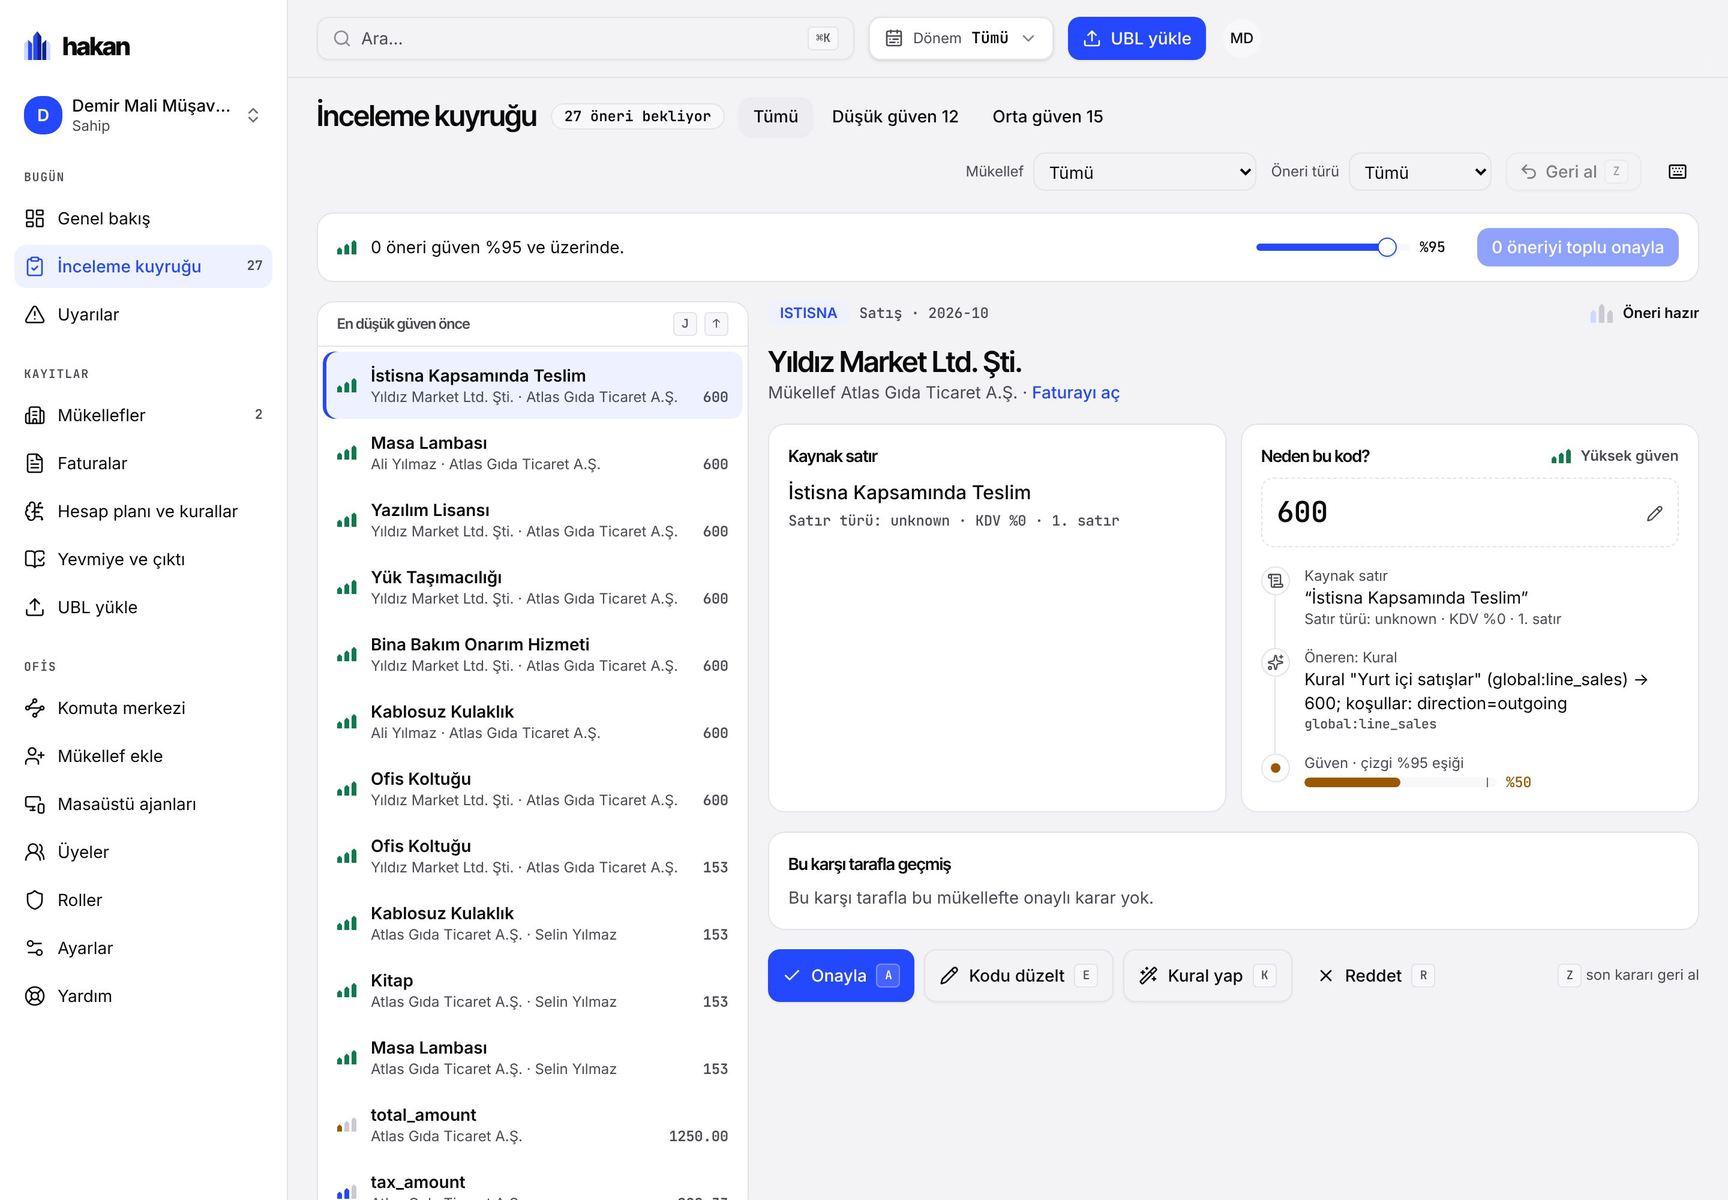 hakan
Ara...
⌘K
Dönem Tümü
UBL yükle
MD
D
Demir Mali Müşav...
Sahip
BUGÜN
Genel bakış
İnceleme kuyruğu 27
Uyarılar
KAYITLAR
Mükellefler 2
Faturalar
Hesap planı ve kurallar
Yevmiye ve çıktı
UBL yükle
OFİS
Komuta merkezi
Mükellef ekle
Masaüstü ajanları
Üyeler
Roller
Ayarlar
Yardım
İnceleme kuyruğu 27 öneri bekliyor Tümü Düşük güven 12 Orta güven 15
Mükellef Tümü Öneri türü Tümü Geri al Z
0 öneri güven %95 ve üzerinde. %95 0 öneriyi toplu onayla
En düşük güven önce J ↑
İstisna Kapsamında Teslim
Yıldız Market Ltd. Şti. · Atlas Gıda Ticaret A.Ş. 600
Masa Lambası
Ali Yılmaz · Atlas Gıda Ticaret A.Ş. 600
Yazılım Lisansı
Yıldız Market Ltd. Şti. · Atlas Gıda Ticaret A.Ş. 600
Yük Taşımacılığı
Yıldız Market Ltd. Şti. · Atlas Gıda Ticaret A.Ş. 600
Bina Bakım Onarım Hizmeti
Yıldız Market Ltd. Şti. · Atlas Gıda Ticaret A.Ş. 600
Kablosuz Kulaklık
Ali Yılmaz · Atlas Gıda Ticaret A.Ş. 600
Ofis Koltuğu
Yıldız Market Ltd. Şti. · Atlas Gıda Ticaret A.Ş. 600
Ofis Koltuğu
Yıldız Market Ltd. Şti. · Atlas Gıda Ticaret A.Ş. 153
Kablosuz Kulaklık
Atlas Gıda Ticaret A.Ş. · Selin Yılmaz 153
Kitap
Atlas Gıda Ticaret A.Ş. · Selin Yılmaz 153
Masa Lambası
Atlas Gıda Ticaret A.Ş. · Selin Yılmaz 153
total_amount
Atlas Gıda Ticaret A.Ş. 1250.00
tax_amount
ISTISNA Satış · 2026-10 Öneri hazır
Yıldız Market Ltd. Şti.
Mükellef Atlas Gıda Ticaret A.Ş. · Faturayı aç
Kaynak satır
İstisna Kapsamında Teslim
Satır türü: unknown · KDV %0 · 1. satır
Neden bu kod? Yüksek güven
600
Kaynak satır
“İstisna Kapsamında Teslim”
Satır türü: unknown · KDV %0 · 1. satır
Öneren: Kural
Kural "Yurt içi satışlar" (global:line_sales) →
600; koşullar: direction=outgoing
global:line_sales
Güven · çizgi %95 eşiği
%50
Bu karşı tarafla geçmiş
Bu karşı tarafla bu mükellefte onaylı karar yok.
Onayla A Kodu düzelt E Kural yap K Reddet R Z son kararı geri al